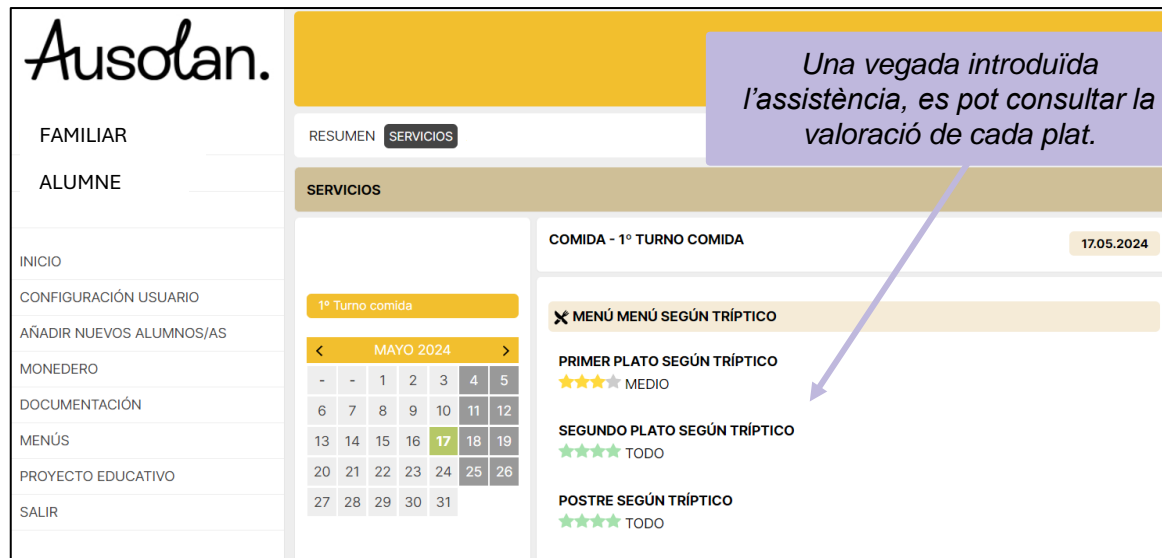 Ausolan.
FAMILIAR
ALUMNE
INICIO
CONFIGURACIÓN USUARIO
AÑADIR NUEVOS ALUMNOS/AS
MONEDERO
DOCUMENTACIÓN
MENÚS
PROYECTO EDUCATIVO
SALIR
Una vegada introduïda
l'assistència, es pot consultar la
valoració de cada plat.
RESUMEN SERVICIOS
SERVICIOS
1º Turno comida
< MAYO 2024 >
- - 1 2 3 4 5
6 7 8 9 10 11 12
13 14 15 16 17 18 19
20 21 22 23 24 25 26
27 28 29 30 31
COMIDA - 1º TURNO COMIDA 17.05.2024
MENÚ MENÚ SEGÚN TRÍPTICO
PRIMER PLATO SEGÚN TRÍPTICO
MEDIO
SEGUNDO PLATO SEGÚN TRÍPTICO
TODO
POSTRE SEGÚN TRÍPTICO
TODO